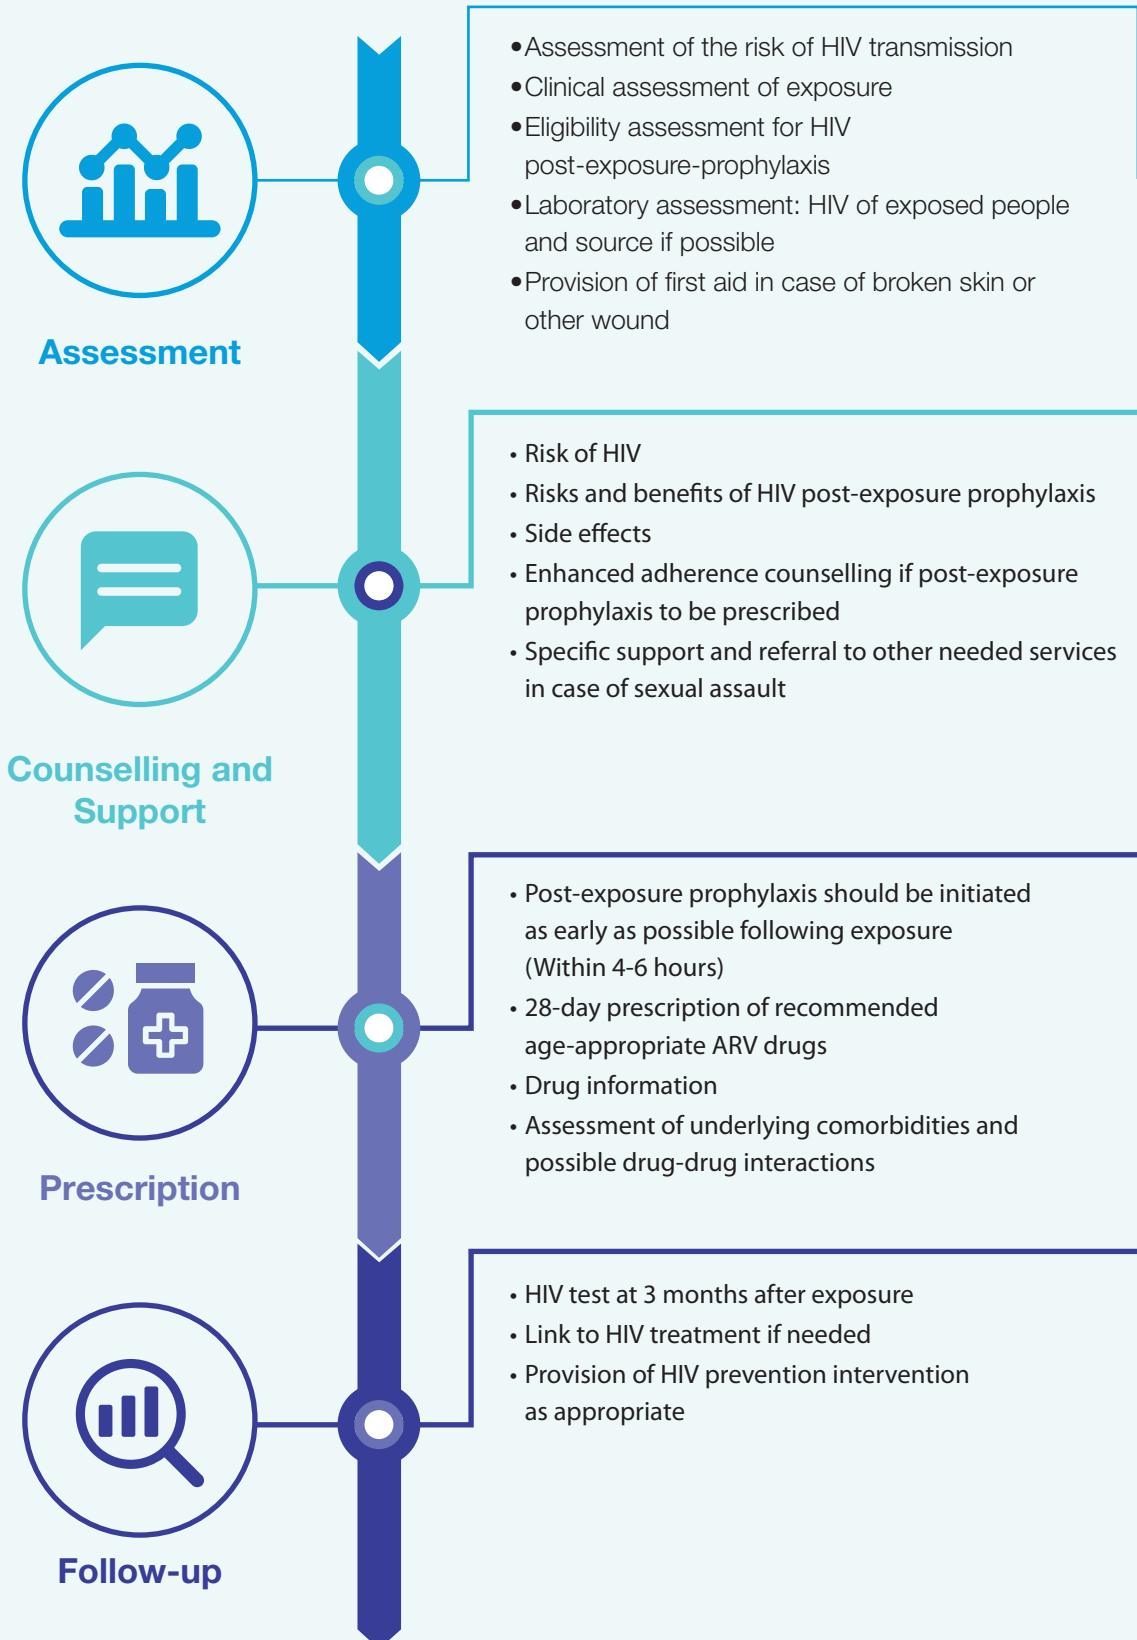 •Assessment of the risk of HIV transmission
•Clinical assessment of exposure
•Eligibility assessment for HIV
post-exposure-prophylaxis
•Laboratory assessment: HIV of exposed people
and source if possible
•Provision of first aid in case of broken skin or
other wound
Assessment
• Risk of HIV
• Risks and benefits of HIV post-exposure prophylaxis
• Side effects
• Enhanced adherence counselling if post-exposure
prophylaxis to be prescribed
• Specific support and referral to other needed services
in case of sexual assault
Counselling and
Support
• Post-exposure prophylaxis should be initiated
as early as possible following exposure
(Within 4-6 hours)
• 28-day prescription of recommended
age-appropriate ARV drugs
• Drug information
• Assessment of underlying comorbidities and
possible drug-drug interactions
Prescription
• HIV test at 3 months after exposure
• Link to HIV treatment if needed
• Provision of HIV prevention intervention
as appropriate
Follow-up